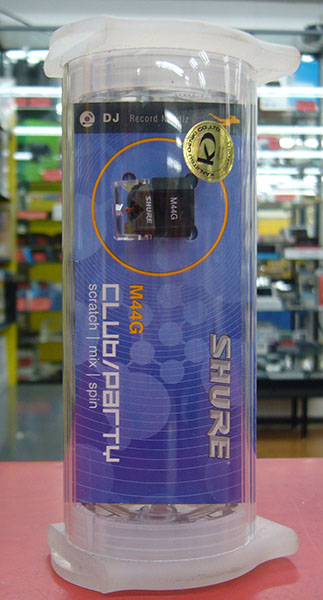 DJ Record Needle
SHURE
M44G
M44G
CLUB/PARTY
scratch | mix | spin
SHURE